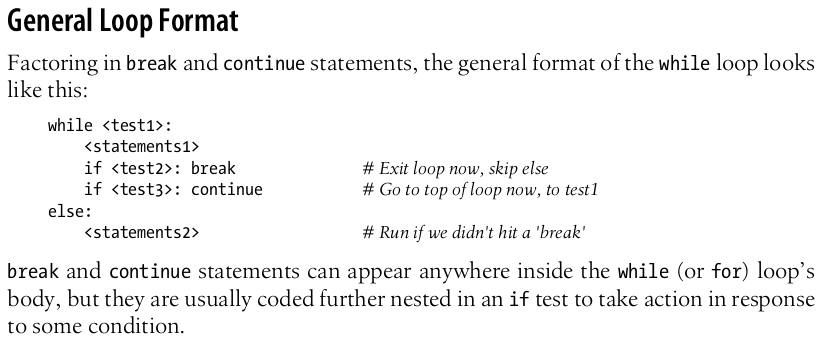 General Loop Format
Factoring in break and continue statements, the general format of the while loop looks
like this:
while <test1>:
    <statements1>
    if <test2>: break # Exit loop now, skip else
    if <test3>: continue # Go to top of loop now, to test1
else:
    <statements2> # Run if we didn't hit a 'break'
break and continue statements can appear anywhere inside the while (or for) loop’s
body, but they are usually coded further nested in an if test to take action in response
to some condition.